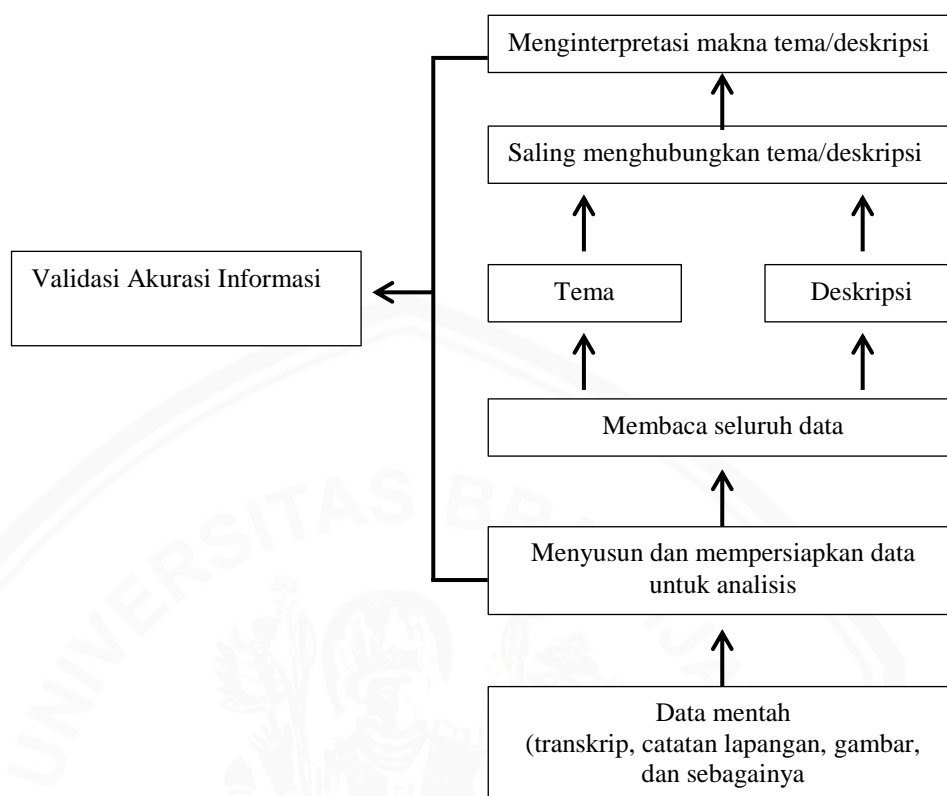 Menginterpretasi makna tema/deskripsi
Saling menghubungkan tema/deskripsi
Validasi Akurasi Informasi
Tema
Deskripsi
Membaca seluruh data
Menyusun dan mempersiapkan data
untuk analisis
Data mentah
(transkrip, catatan lapangan, gambar,
dan sebagainya